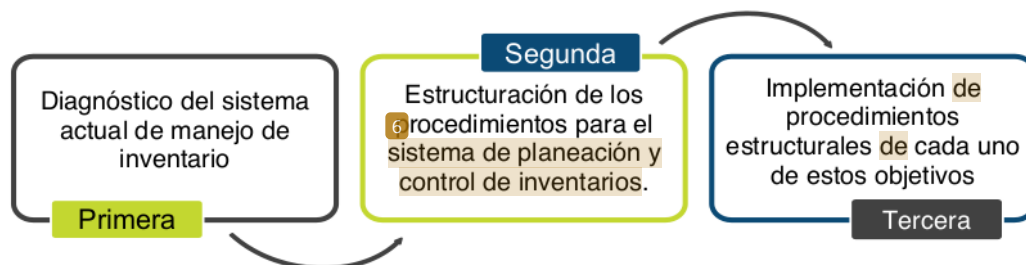 Diagnóstico del sistema
actual de manejo de
inventario
Primera
Segunda
Estructuración de los
6
procedimientos para el
sistema de planeación y
control de inventarios.
Implementación de
procedimientos
estructurales de cada uno
de estos objetivos
Tercera